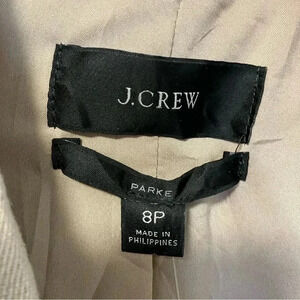 J.CREW
PARKE
8P
MADE IN
PHILIPPINES